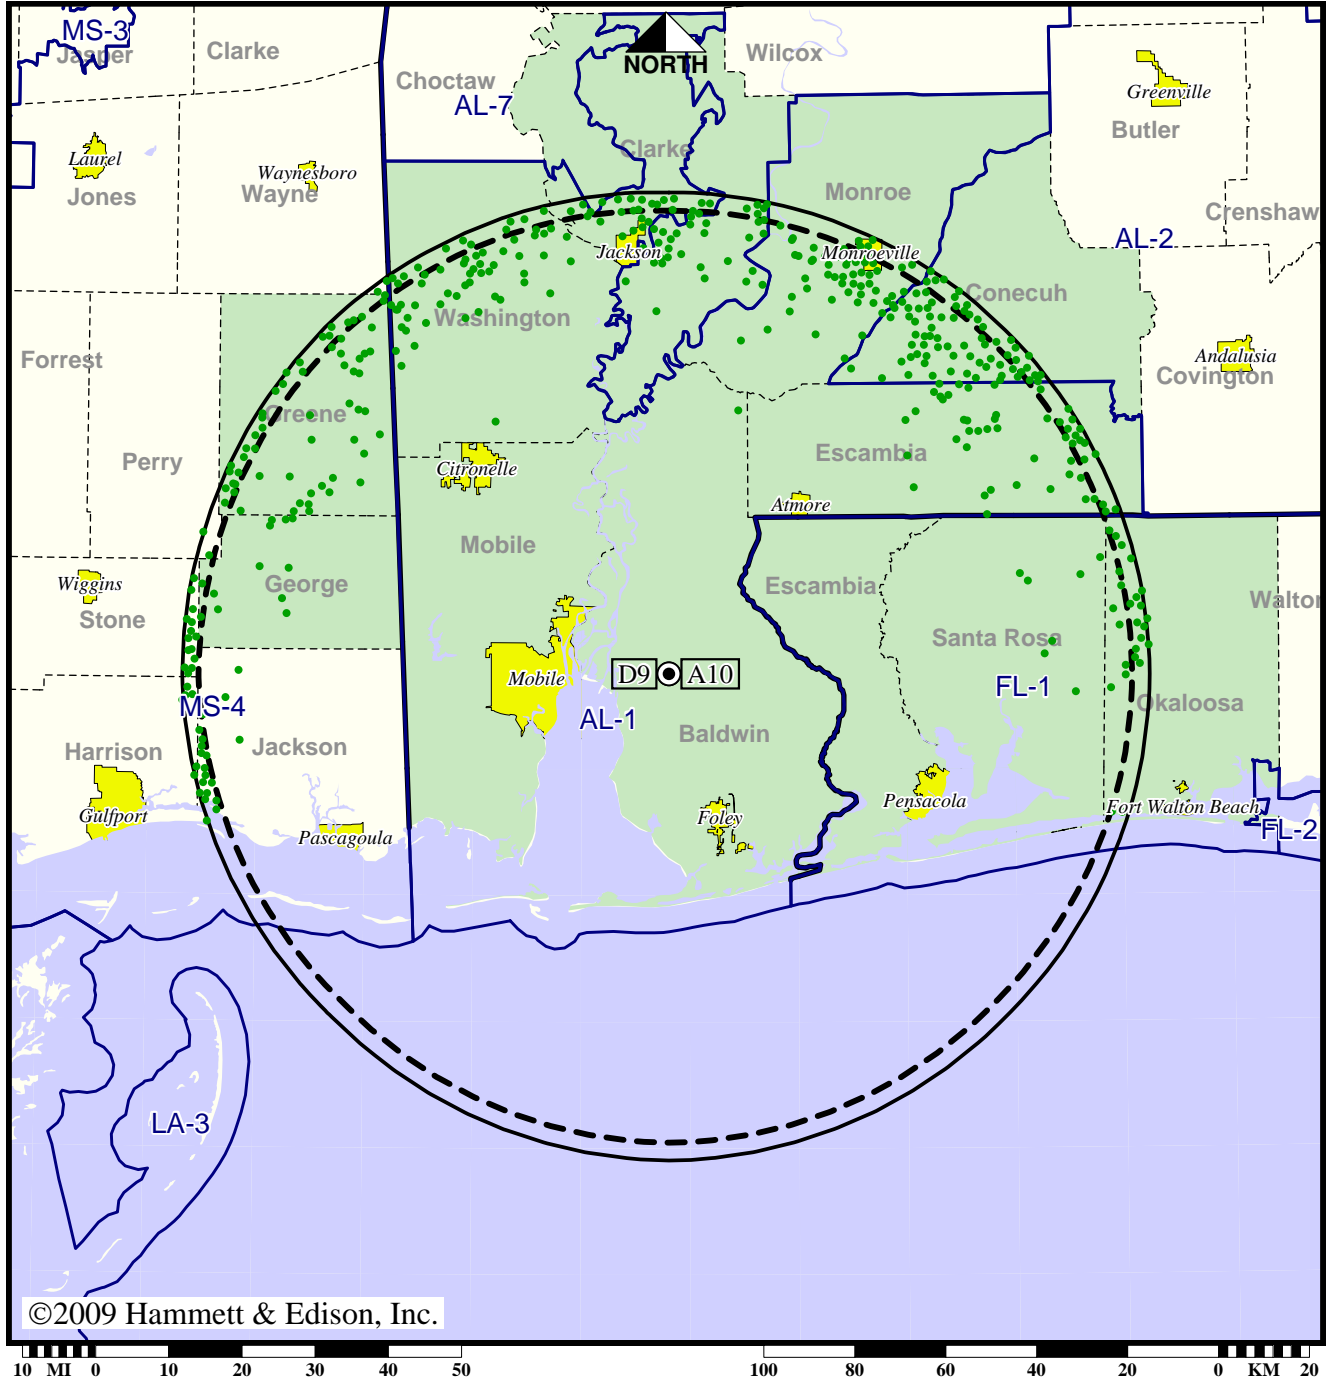 MS-3
Jasper
Clarke
Choctaw
AL-7
NORTH
Wilcox
Greenville
Butler
Laurel
Jones
Waynesboro
Wayne
Clarke
Monroe
Crenshaw
AL-2
Jackson
Monroeville
Conecuh
Washington
Forrest
Andalusia
Covington
Greene
Perry
Citronelle
Escambia
Atmore
Mobile
Wiggins
Stone
George
Escambia
Walton
Santa Rosa
Mobile
D9 A10
FL-1
MS-4
AL-1
Okaloosa
Harrison
Jackson
Baldwin
Gulfport
Pascagoula
Foley
Pensacola
Fort Walton Beach
FL-2
LA-3
©2009 Hammett & Edison, Inc.
10 MI 0 10 20 30 40 50 100 80 60 40 20 0 KM 20